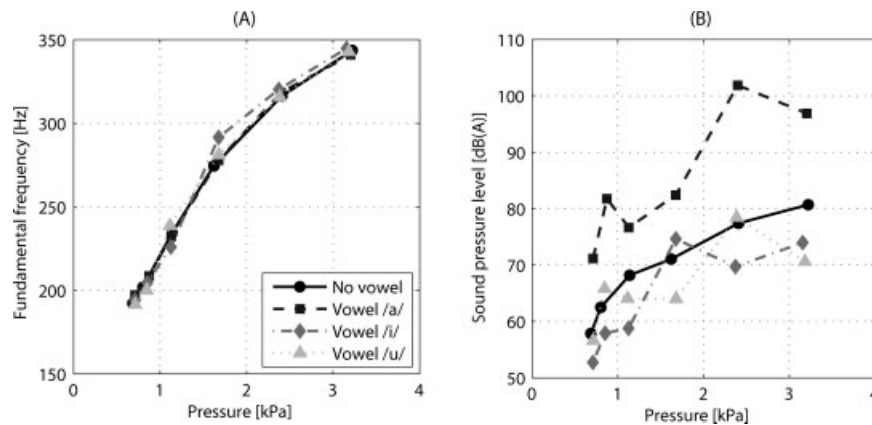 (A)
350
300
250
200
150
Fundamental frequency [Hz]
0
1
2
3
4
Pressure [kPa]
No vowel
Vowel /a/
Vowel /i/
Vowel /u/
(B)
110
100
90
80
70
60
50
Sound pressure level [dB(A)]
0
1
2
3
4
Pressure [kPa]